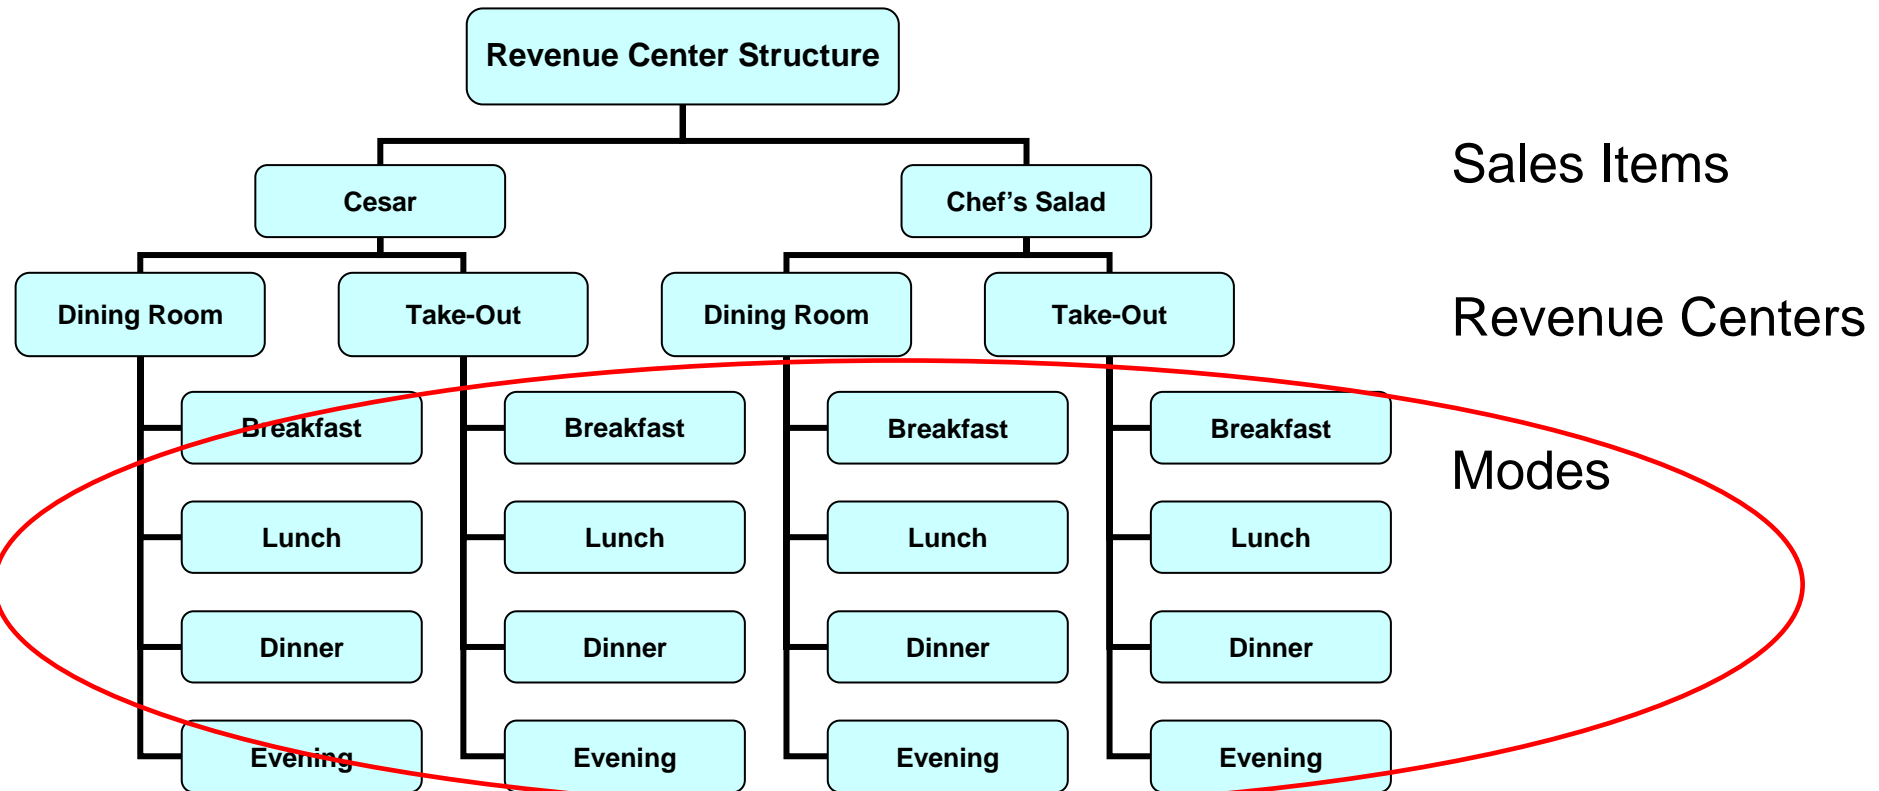 Revenue Center Structure
Sales Items
Cesar
Chef's Salad
Revenue Centers
Dining Room
Take-Out
Dining Room
Take-Out
Modes
Breakfast
Breakfast
Breakfast
Breakfast
Lunch
Lunch
Lunch
Lunch
Dinner
Dinner
Dinner
Dinner
Evening
Evening
Evening
Evening